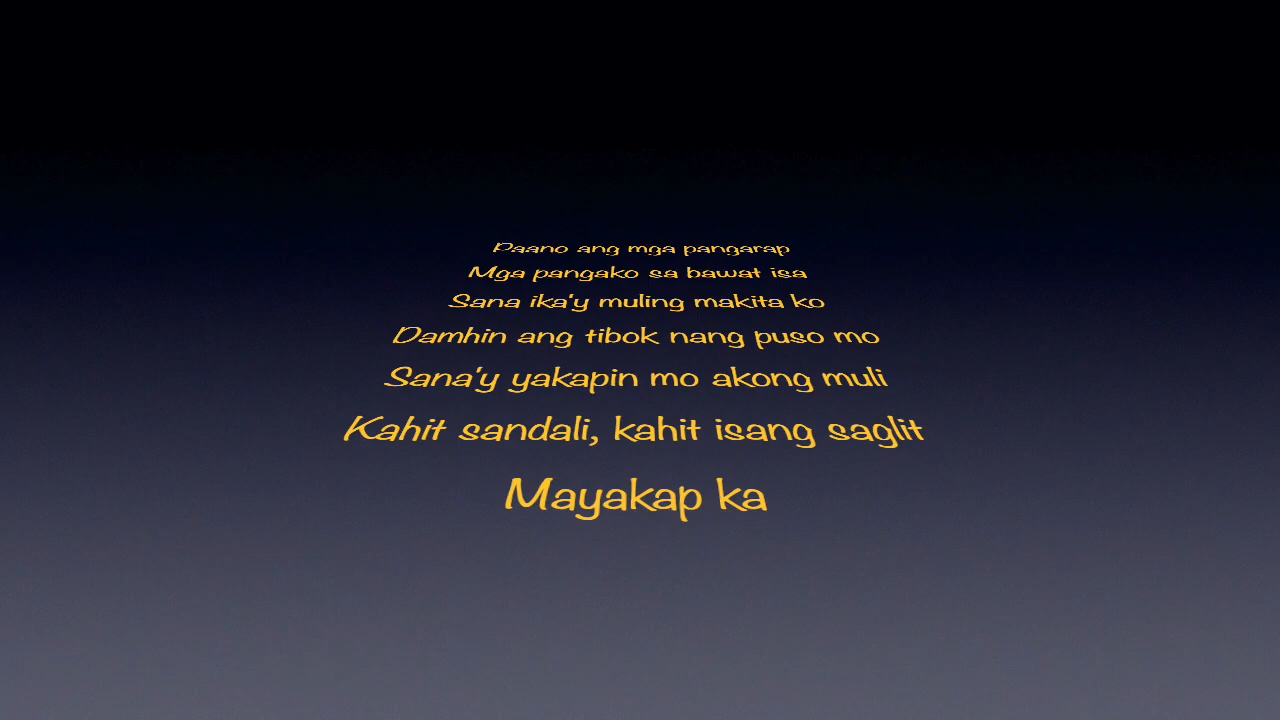 Paano ang mga pangarap
Mga pangako sa bawat isa
Sana ika'y muling makita ko
Damhin ang tibok nang puso mo
Sana'y yakapin mo akong muli
Kahit sandali, kahit isang saglit
Mayakap ka